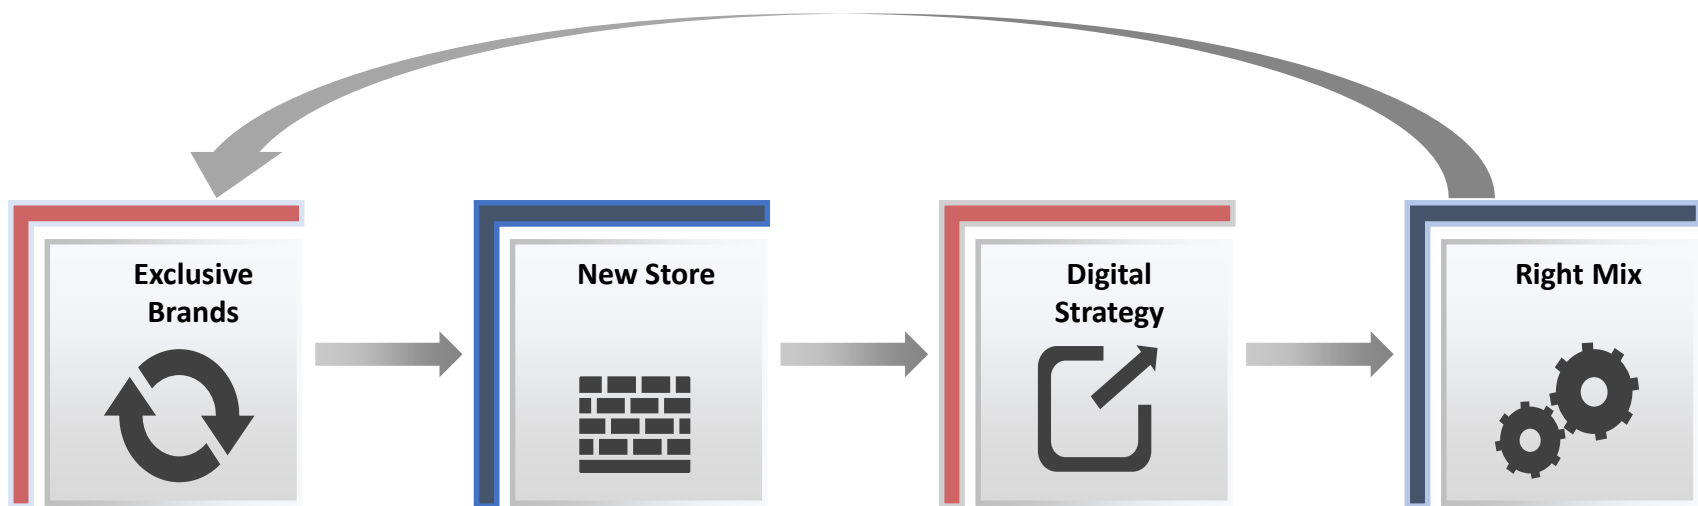 Exclusive
Brands
New Store
Digital
Strategy
Right Mix